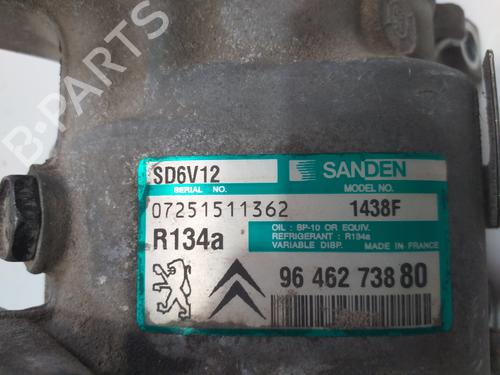 B-PARTS
SD6V12
SANDEN
SERIAL NO.
MODEL NO.
07251511362
1438F
R134a
OIL : SP-10 OR EQUIV.
REFRIGERANT : R134a
VARIABLE DISP. MADE IN FRANCE
96 462 738 80